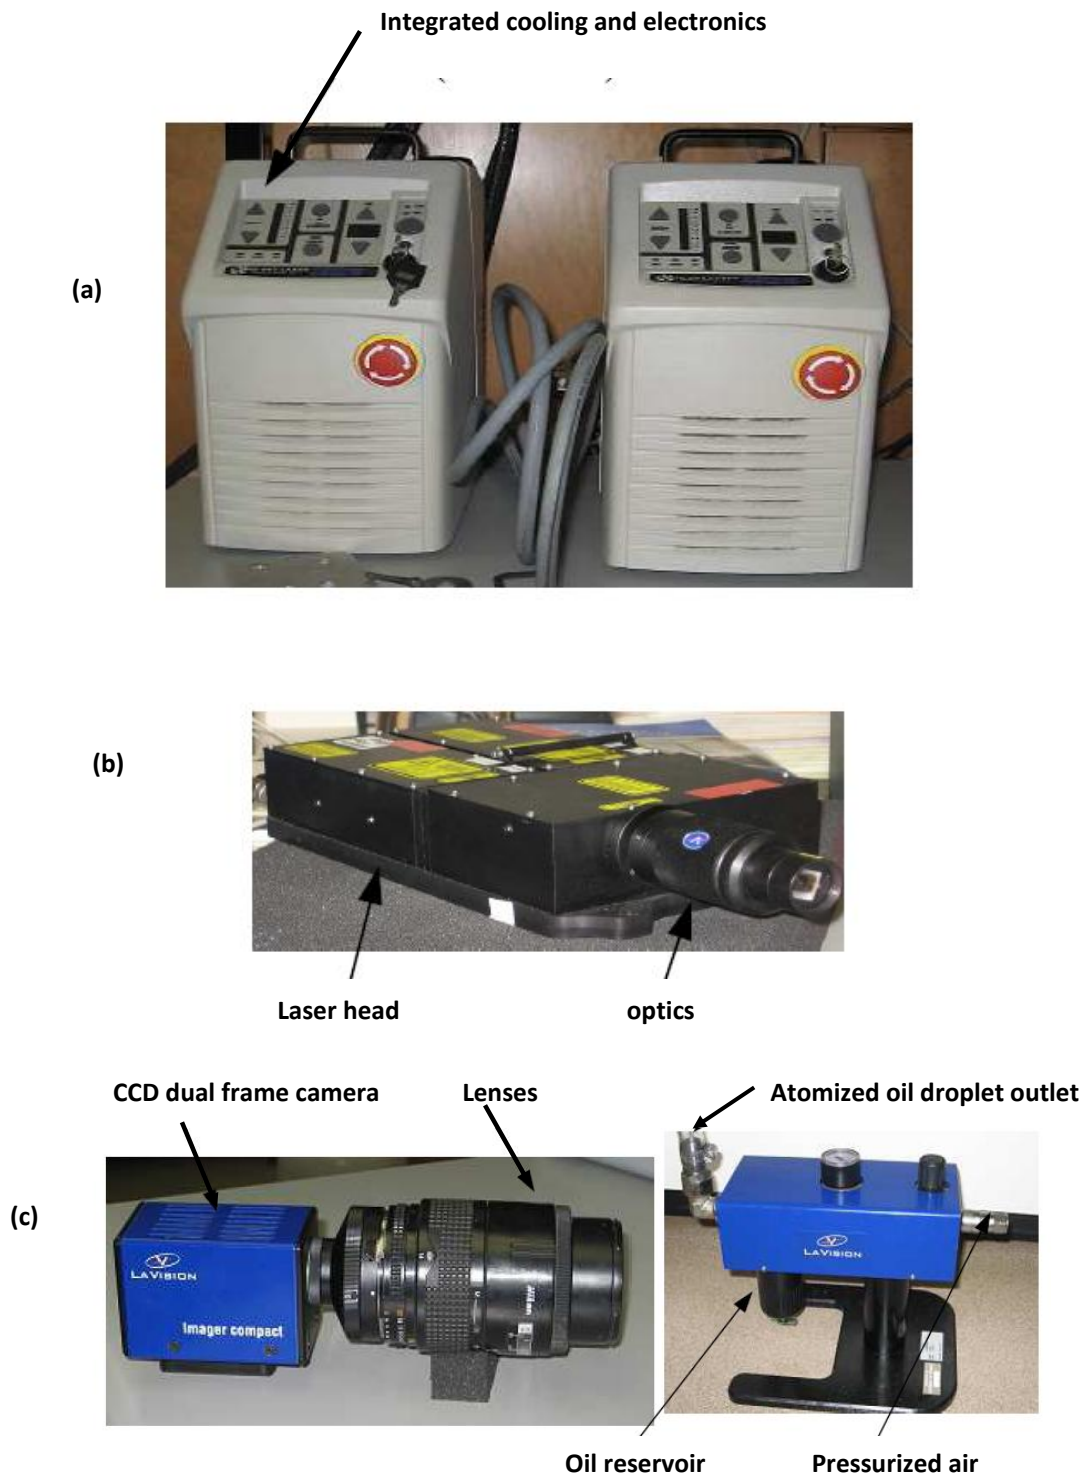 Integrated cooling and electronics
(a)
(b)
Laser head
optics
CCD dual frame camera
Lenses
Atomized oil droplet outlet
(c)
LAVISION
Imager compact
Nikon
LAVISION
Oil reservoir
Pressurized air